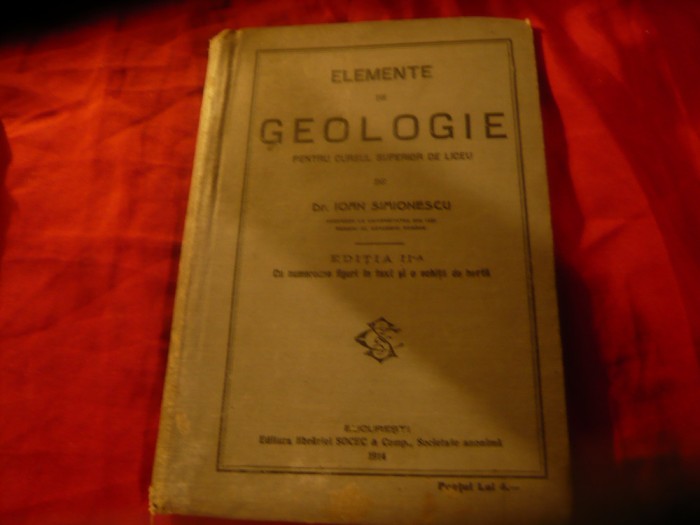 ELEMENTE
DE
GEOLOGIE
PENTRU CURSUL SUPERIOR DE LICEU
DE
Dr. IOAN SIMIONESCU
EDIȚIA II-a
Cu numeroase figuri în text și o schiță de hartă
BUCUREȘTI
Editura librăriei SOCEC & Comp., Societate anonimă
1914
Prețul Lei 4.—